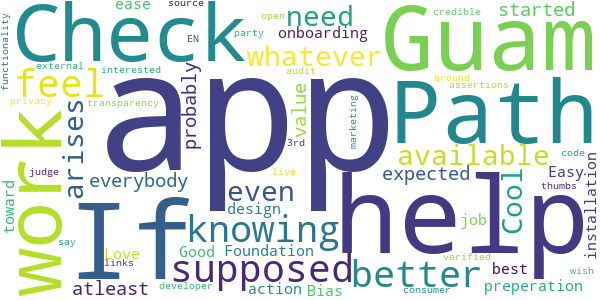 ease
source
functionality
Check
need
open
credible
started
EN
party
onboarding
Guam
whatever
external
interested
probably
feel
app
audit
around
value
privacy
transparency
3rd
marketing
assertions
Path
work
arises
judge
everybody
live
available
code
even
expected
Easy
thumbs
If
help
toward
design
Cool
installation
knowing
job
say
Love
Good
Foundation
supposed
better
verified
links
best
wish
atleast
developer
action
Bias
consumer
preperation